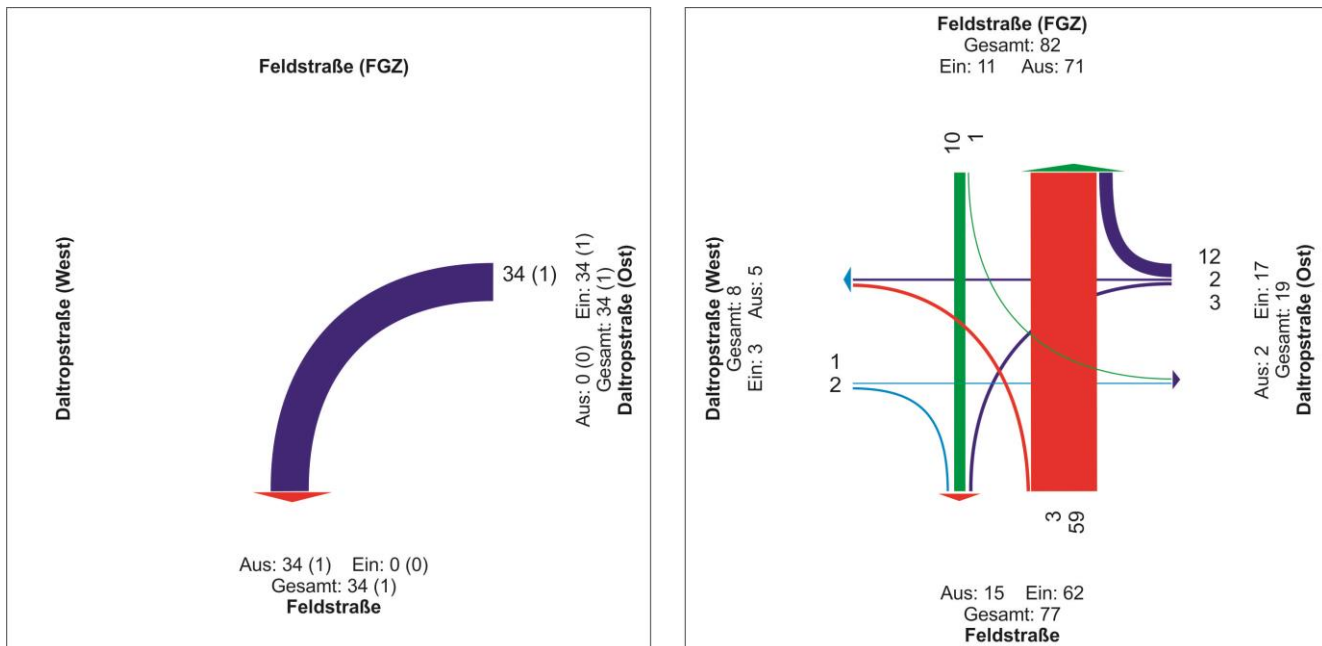 Feldstraße (FGZ)
Daltropstraße (West)
34 (1)
Aus: 0 (0) Ein: 34 (1)
Gesamt: 34 (1)
Daltropstraße (Ost)
Aus: 34 (1) Ein: 0 (0)
Gesamt: 34 (1)
Feldstraße
Feldstraße (FGZ)
Gesamt: 82
Ein: 11 Aus: 71
10
1
Daltropstraße (West)
Gesamt: 8
Ein: 3 Aus: 5
1
2
12
2
3
Aus: 2 Ein: 17
Gesamt: 19
Daltropstraße (Ost)
3
59
Aus: 15 Ein: 62
Gesamt: 77
Feldstraße